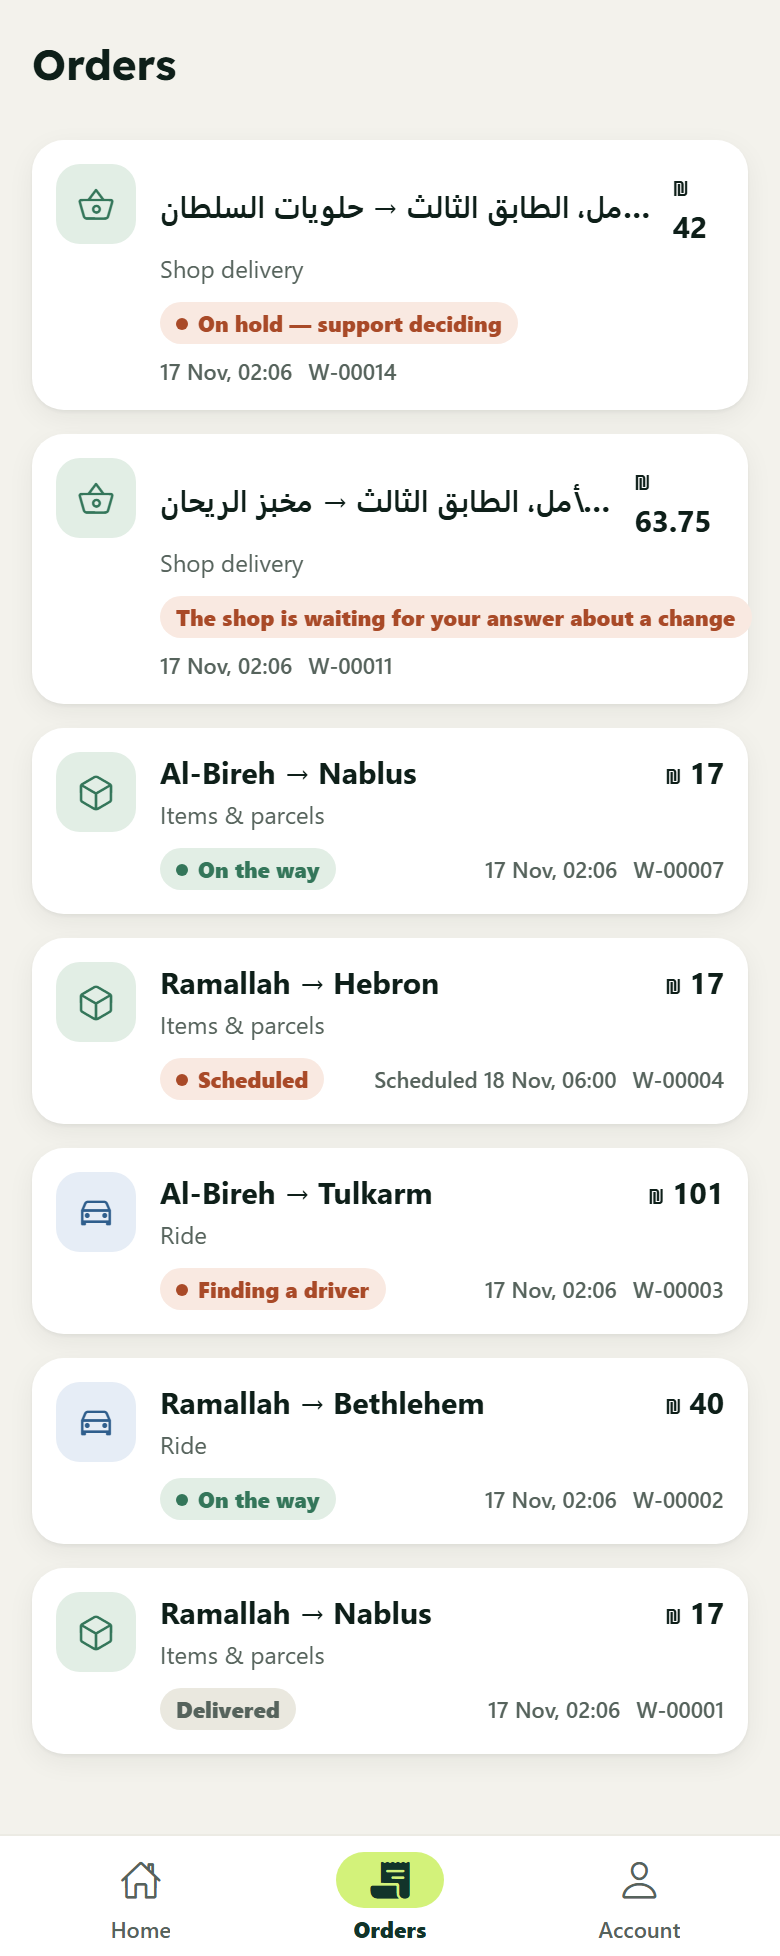 Orders
حلويات السلطان → مل، الطابق الثالث...
₪ 42
Shop delivery
On hold — support deciding
17 Nov, 02:06 W-00014
مخبز الريحان → أمل، الطابق الثالث...
₪ 63.75
Shop delivery
The shop is waiting for your answer about a change
17 Nov, 02:06 W-00011
Al-Bireh → Nablus ₪ 17
Items & parcels
On the way 17 Nov, 02:06 W-00007
Ramallah → Hebron ₪ 17
Items & parcels
Scheduled Scheduled 18 Nov, 06:00 W-00004
Al-Bireh → Tulkarm ₪ 101
Ride
Finding a driver 17 Nov, 02:06 W-00003
Ramallah → Bethlehem ₪ 40
Ride
On the way 17 Nov, 02:06 W-00002
Ramallah → Nablus ₪ 17
Items & parcels
Delivered 17 Nov, 02:06 W-00001
Home Orders Account